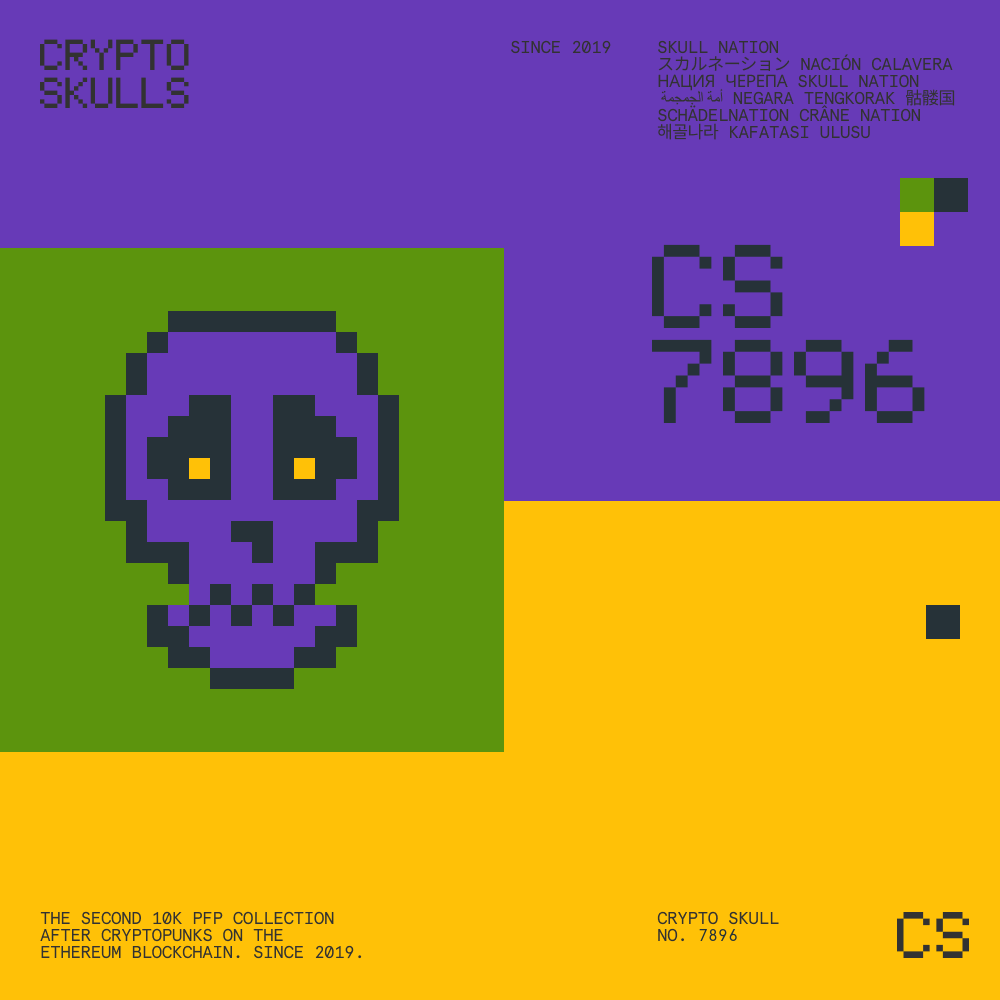 CRYPTO
SKULLS
SINCE 2019
SKULL NATION
スカルネーション NACIÓN CALAVERA
НАЦИЯ ЧЕРЕПА SKULL NATION
أمة الجمجمة NEGARA TENGKORAK 骷髅国
SCHÄDELNATION CRÂNE NATION
해골나라 KAFATASI ULUSU
CS
7896
THE SECOND 10K PFP COLLECTION
AFTER CRYPTOPUNKS ON THE
ETHEREUM BLOCKCHAIN. SINCE 2019.
CRYPTO SKULL
NO. 7896
CS